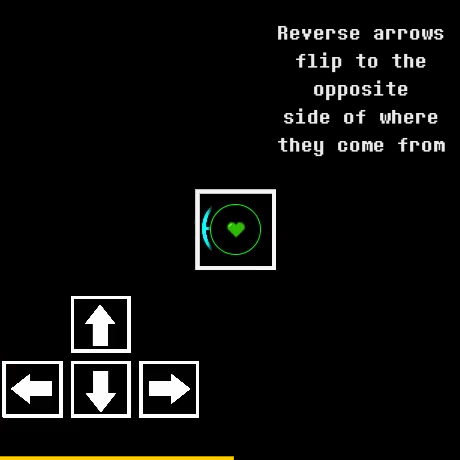 Reverse arrows
flip to the
opposite
side of where
they come from